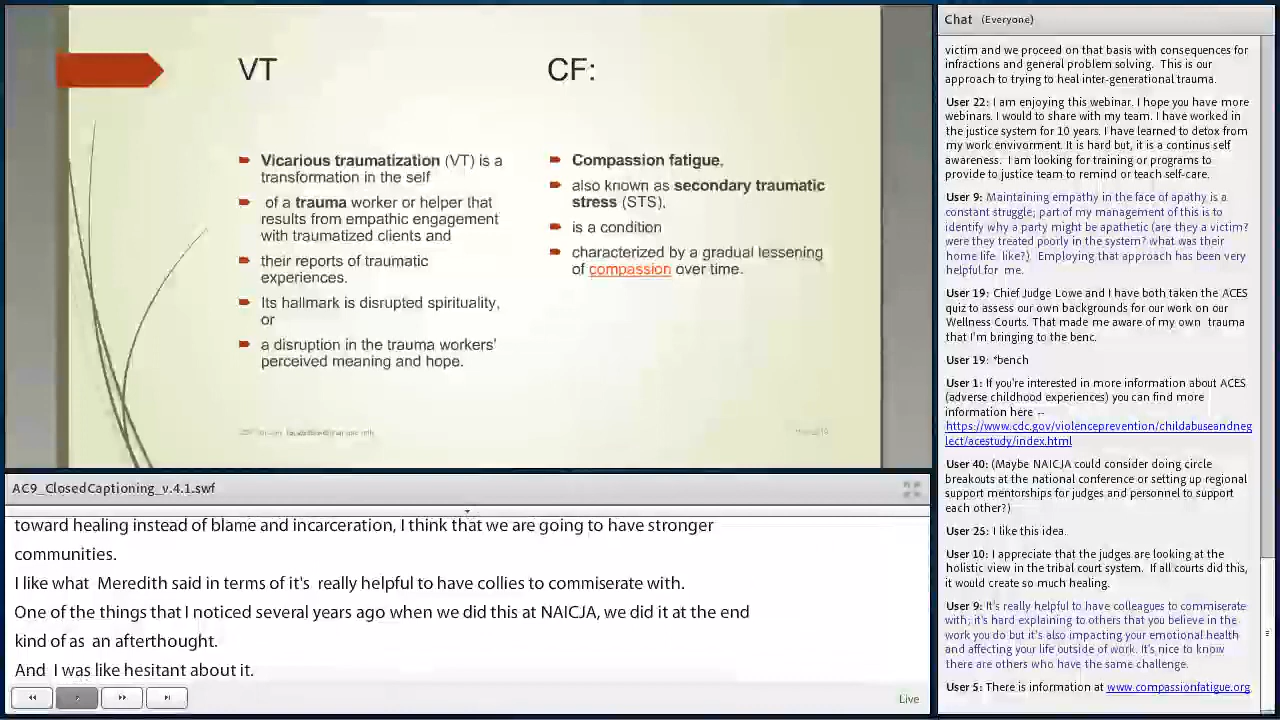 VT
CF:
Vicarious traumatization (VT) is a
transformation in the self
of a trauma worker or helper that
results from empathic engagement
with traumatized clients and
their reports of traumatic
experiences.
Its hallmark is disrupted spirituality,
or
a disruption in the trauma workers'
perceived meaning and hope.
Compassion fatigue,
also known as secondary traumatic
stress (STS),
is a condition
characterized by a gradual lessening
of compassion over time.
AC9_ClosedCaptioning_v.4.1.swf
toward healing instead of blame and incarceration, I think that we are going to have stronger
communities.
I like what Meredith said in terms of it's really helpful to have collies to commiserate with.
One of the things that I noticed several years ago when we did this at NAICJA, we did it at the end
kind of as an afterthought.
And I was like hesitant about it.
Live
Chat (Everyone)
victim and we proceed on that basis with consequences for
infractions and general problem solving. This is our
approach to trying to heal inter-generational trauma.
User 22: I am enjoying this webinar. I hope you have more
webinars. I would to share with my team. I have worked in
the justice system for 10 years. I have learned to detox from
my work envivorment. It is hard but, it is a continus self
awareness. I am looking for training or programs to
provide to justice team to remind or teach self-care.
User 9: Maintaining empathy in the face of apathy is a
constant struggle; part of my management of this is to
identify why a party might be apathetic (are they a victim?
were they treated poorly in the system? what was their
home life like?) Employing that approach has been very
helpful for me.
User 19: Chief Judge Lowe and I have both taken the ACES
quiz to assess our own backgrounds for our work on our
Wellness Courts. That made me aware of my own trauma
that I'm bringing to the benc.
User 19: *bench
User 1: If you're interested in more information about ACES
(adverse childhood experiences) you can find more
information here --
https://www.cdc.gov/violenceprevention/childabuseandneg
lect/acestudy/index.html
User 40: (Maybe NAICJA could consider doing circle
breakouts at the national conference or setting up regional
support mentorships for judges and personnel to support
each other?)
User 25: I like this idea.
User 10: I appreciate that the judges are looking at the
holistic view in the tribal court system. If all courts did this,
it would create so much healing.
User 9: It's really helpful to have colleagues to commiserate
with; it's hard explaining to others that you believe in the
work you do but it's also impacting your emotional health
and affecting your life outside of work. It's nice to know
there are others who have the same challenge.
User 5: There is information at www.compassionfatigue.org.